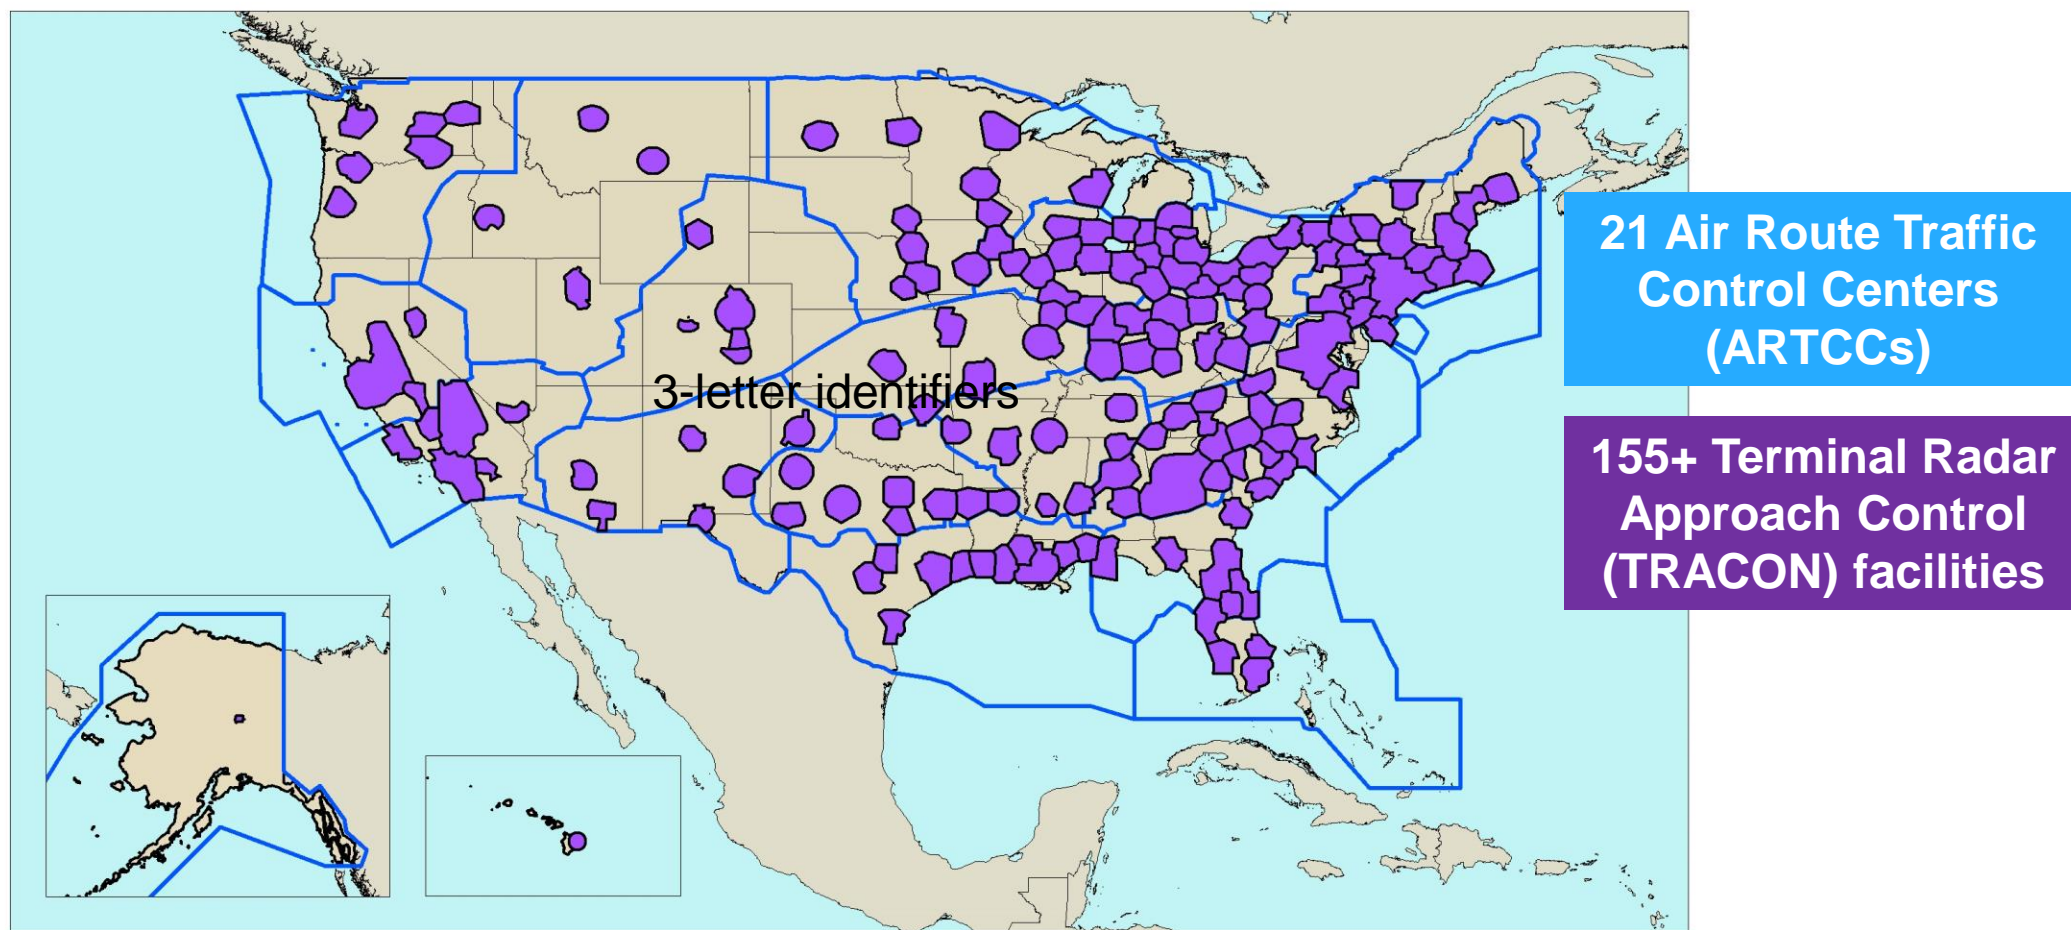 21 Air Route Traffic
Control Centers
(ARTCCs)
3-letter identifiers
155+ Terminal Radar
Approach Control
(TRACON) facilities